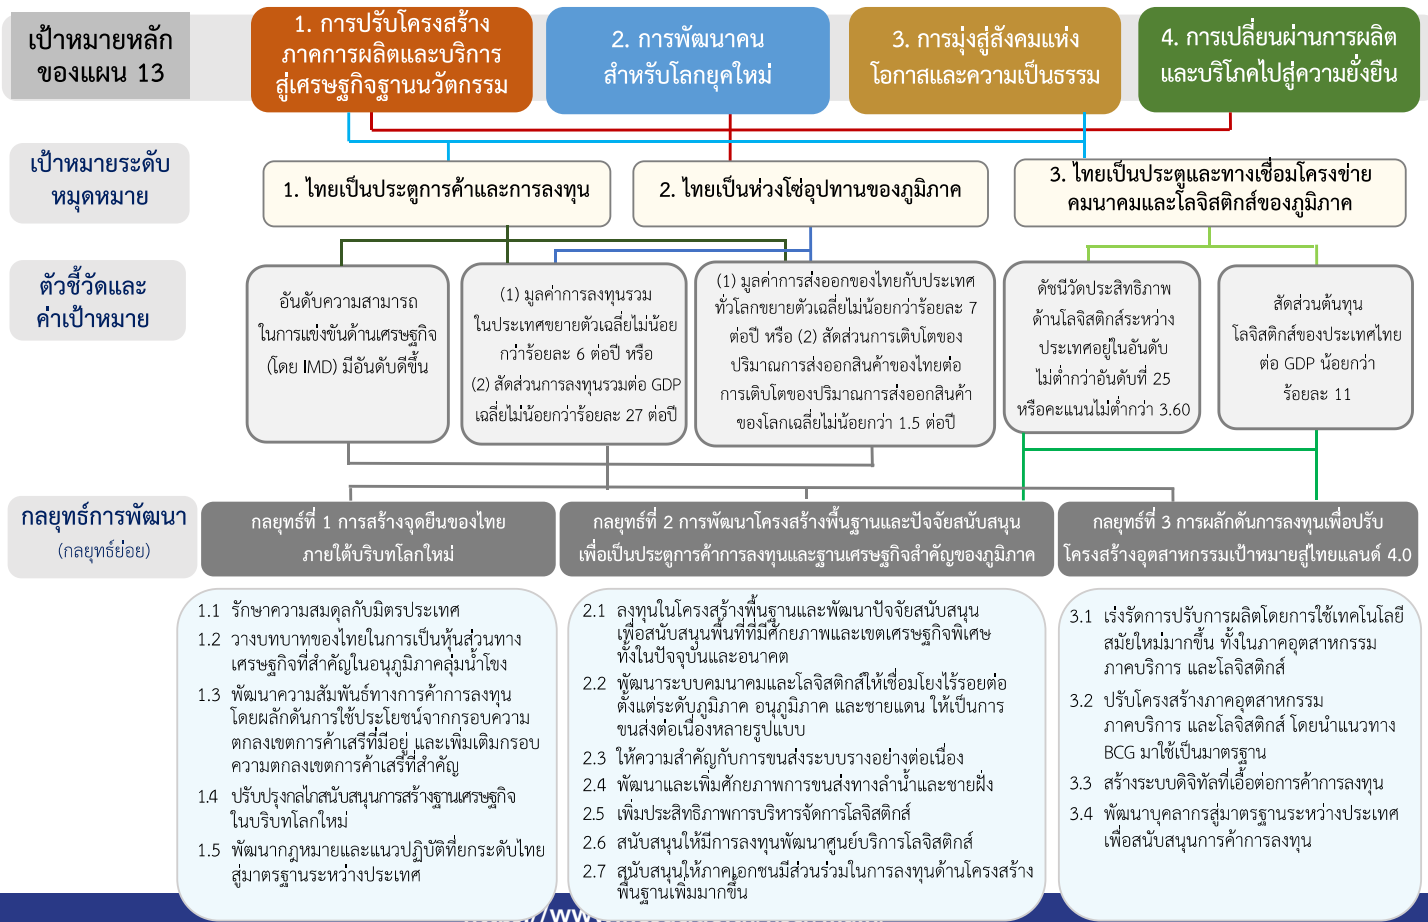 เป้าหมายหลัก
ของแผน 13
1. การปรับโครงสร้าง
ภาคการผลิตและบริการ
สู่เศรษฐกิจฐานนวัตกรรม
2. การพัฒนาคน
สำหรับโลกยุคใหม่
3. การมุ่งสู่สังคมแห่ง
โอกาสและความเป็นธรรม
4. การเปลี่ยนผ่านการผลิต
และบริโภคไปสู่ความยั่งยืน
เป้าหมายระดับ
หมุดหมาย
1. ไทยเป็นประตูการค้าและการลงทุน
2. ไทยเป็นห่วงโซ่อุปทานของภูมิภาค
3. ไทยเป็นประตูและทางเชื่อมโครงข่าย
คมนาคมและโลจิสติกส์ของภูมิภาค
ตัวชี้วัดและ
ค่าเป้าหมาย
อันดับความสามารถ
ในการแข่งขันด้านเศรษฐกิจ
(โดย IMD) มีอันดับดีขึ้น
(1) มูลค่าการลงทุนรวม
ในประเทศขยายตัวเฉลี่ยไม่น้อย
กว่าร้อยละ 6 ต่อปี หรือ
(2) สัดส่วนการลงทุนรวมต่อ GDP
เฉลี่ยไม่น้อยกว่าร้อยละ 27 ต่อปี
(1) มูลค่าการส่งออกของไทยกับประเทศ
ทั่วโลกขยายตัวเฉลี่ยไม่น้อยกว่าร้อยละ 7
ต่อปี หรือ (2) สัดส่วนการเติบโตของ
ปริมาณการส่งออกสินค้าของไทยต่อ
การเติบโตของปริมาณการส่งออกสินค้า
ของโลกเฉลี่ยไม่น้อยกว่า 1.5 ต่อปี
ดัชนีวัดประสิทธิภาพ
ด้านโลจิสติกส์ระหว่าง
ประเทศอยู่ในอันดับ
ไม่ต่ำกว่าอันดับที่ 25
หรือคะแนนไม่ต่ำกว่า 3.60
สัดส่วนต้นทุน
โลจิสติกส์ของประเทศไทย
ต่อ GDP น้อยกว่า
ร้อยละ 11
กลยุทธ์การพัฒนา
(กลยุทธ์ย่อย)
กลยุทธ์ที่ 1 การสร้างจุดยืนของไทย
ภายใต้บริบทโลกใหม่
กลยุทธ์ที่ 2 การพัฒนาโครงสร้างพื้นฐานและปัจจัยสนับสนุน
เพื่อเป็นประตูการค้าการลงทุนและฐานเศรษฐกิจสำคัญของภูมิภาค
กลยุทธ์ที่ 3 การผลักดันการลงทุนเพื่อปรับ
โครงสร้างอุตสาหกรรมเป้าหมายสู่ไทยแลนด์ 4.0
1.1 รักษาความสมดุลกับมิตรประเทศ
1.2 วางบทบาทของไทยในการเป็นหุ้นส่วนทาง
เศรษฐกิจที่สำคัญในอนุภูมิภาคลุ่มน้ำโขง
1.3 พัฒนาความสัมพันธ์ทางการค้าการลงทุน
โดยผลักดันการใช้ประโยชน์จากกรอบความ
ตกลงเขตการค้าเสรีที่มีอยู่ และเพิ่มเติมกรอบ
ความตกลงเขตการค้าเสรีที่สำคัญ
1.4 ปรับปรุงกลไกสนับสนุนการสร้างฐานเศรษฐกิจ
ในบริบทโลกใหม่
1.5 พัฒนากฎหมายและแนวปฏิบัติที่ยกระดับไทย
สู่มาตรฐานระหว่างประเทศ
2.1 ลงทุนในโครงสร้างพื้นฐานและพัฒนาปัจจัยสนับสนุน
เพื่อสนับสนุนพื้นที่ที่มีศักยภาพและเขตเศรษฐกิจพิเศษ
ทั้งในปัจจุบันและอนาคต
2.2 พัฒนาระบบคมนาคมและโลจิสติกส์ให้เชื่อมโยงไร้รอยต่อ
ตั้งแต่ระดับภูมิภาค อนุภูมิภาค และชายแดน ให้เป็นการ
ขนส่งต่อเนื่องหลายรูปแบบ
2.3 ให้ความสำคัญกับการขนส่งระบบรางอย่างต่อเนื่อง
2.4 พัฒนาและเพิ่มศักยภาพการขนส่งทางลำน้ำและชายฝั่ง
2.5 เพิ่มประสิทธิภาพการบริหารจัดการโลจิสติกส์
2.6 สนับสนุนให้มีการลงทุนพัฒนาศูนย์บริการโลจิสติกส์
2.7 สนับสนุนให้ภาคเอกชนมีส่วนร่วมในการลงทุนด้านโครงสร้าง
พื้นฐานเพิ่มมากขึ้น
3.1 เร่งรัดการปรับการผลิตโดยการใช้เทคโนโลยี
สมัยใหม่มากขึ้น ทั้งในภาคอุตสาหกรรม
ภาคบริการ และโลจิสติกส์
3.2 ปรับโครงสร้างภาคอุตสาหกรรม
ภาคบริการ และโลจิสติกส์ โดยนำแนวทาง
BCG มาใช้เป็นมาตรฐาน
3.3 สร้างระบบดิจิทัลที่เอื้อต่อการค้าการลงทุน
3.4 พัฒนาบุคลากรสู่มาตรฐานระหว่างประเทศ
เพื่อสนับสนุนการค้าการลงทุน